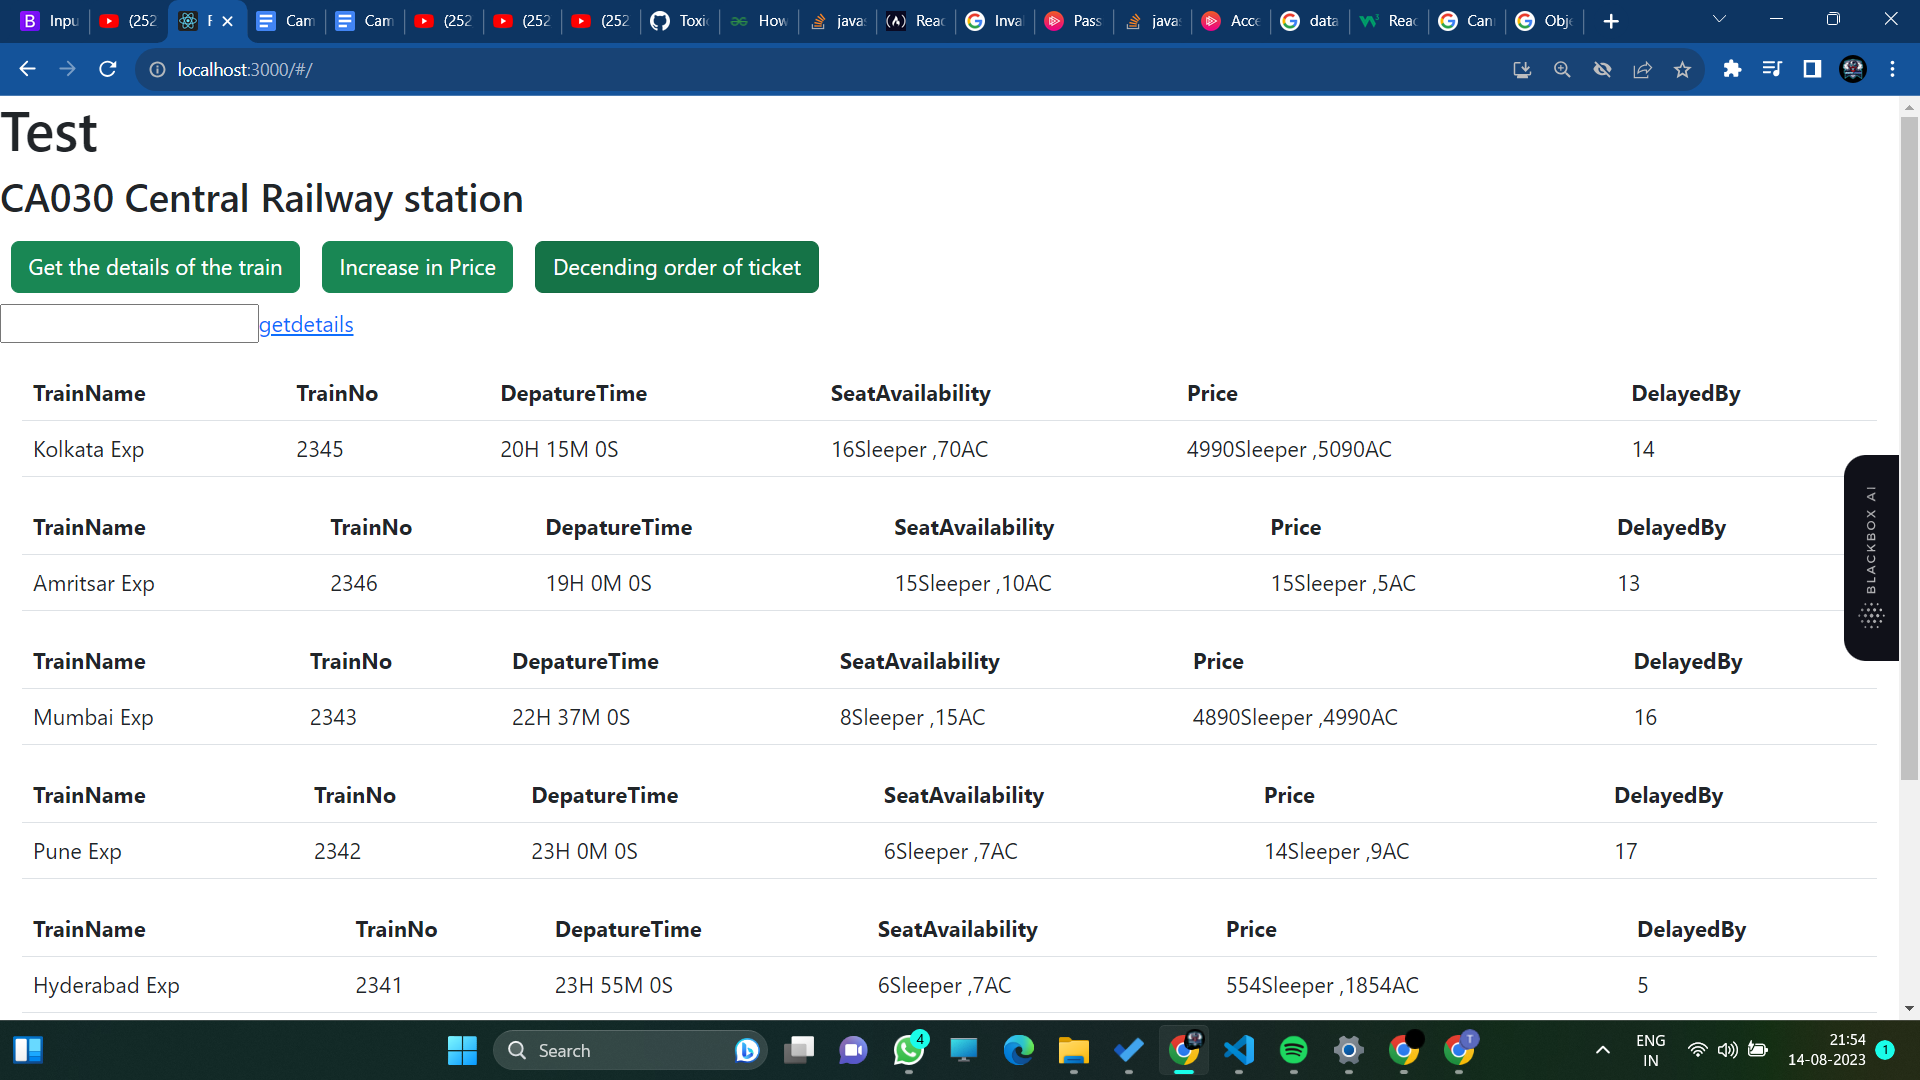 Inpu (252 F Cam Cam (252 (252 (252 Toxi How javas Reac Inval Pass javas Acce data Reac Can Obje
localhost:3000/#/
Test
CA030 Central Railway station
Get the details of the train Increase in Price Decending order of ticket
getdetails
TrainName TrainNo DepatureTime SeatAvailability Price DelayedBy
Kolkata Exp 2345 20H 15M 0S 16Sleeper ,70AC 4990Sleeper ,5090AC 14
TrainName TrainNo DepatureTime SeatAvailability Price DelayedBy
Amritsar Exp 2346 19H 0M 0S 15Sleeper ,10AC 15Sleeper ,5AC 13
TrainName TrainNo DepatureTime SeatAvailability Price DelayedBy
Mumbai Exp 2343 22H 37M 0S 8Sleeper ,15AC 4890Sleeper ,4990AC 16
TrainName TrainNo DepatureTime SeatAvailability Price DelayedBy
Pune Exp 2342 23H 0M 0S 6Sleeper ,7AC 14Sleeper ,9AC 17
TrainName TrainNo DepatureTime SeatAvailability Price DelayedBy
Hyderabad Exp 2341 23H 55M 0S 6Sleeper ,7AC 554Sleeper ,1854AC 5
BLACKBOX AI
Search
4
T
ENG
IN
21:54
14-08-2023
1